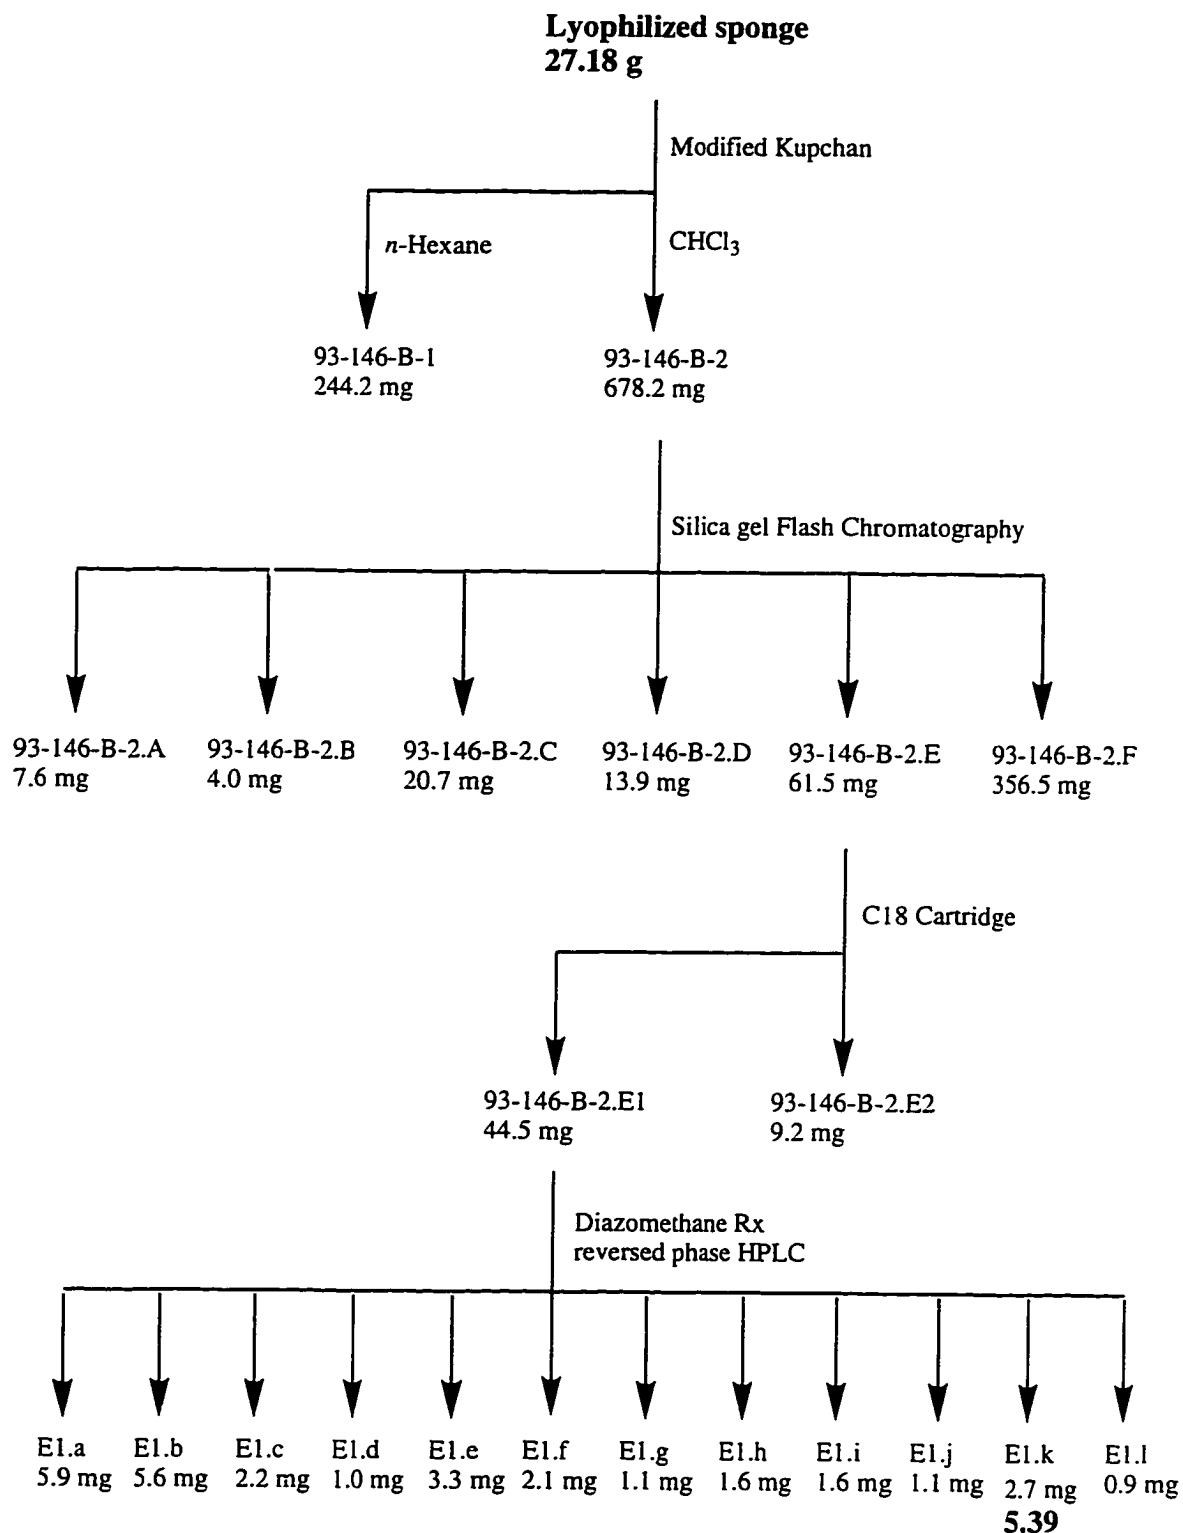 Lyophilized sponge
27.18 g
Modified Kupchan
n-Hexane
CHCl3
93-146-B-1
244.2 mg
93-146-B-2
678.2 mg
Silica gel Flash Chromatography
93-146-B-2.A
7.6 mg
93-146-B-2.B
4.0 mg
93-146-B-2.C
20.7 mg
93-146-B-2.D
13.9 mg
93-146-B-2.E
61.5 mg
93-146-B-2.F
356.5 mg
C18 Cartridge
93-146-B-2.E1
44.5 mg
93-146-B-2.E2
9.2 mg
Diazomethane Rx
reversed phase HPLC
E1.a
5.9 mg
E1.b
5.6 mg
E1.c
2.2 mg
E1.d
1.0 mg
E1.e
3.3 mg
E1.f
2.1 mg
E1.g
1.1 mg
E1.h
1.6 mg
E1.i
1.6 mg
E1.j
1.1 mg
E1.k
2.7 mg
5.39
E1.l
0.9 mg